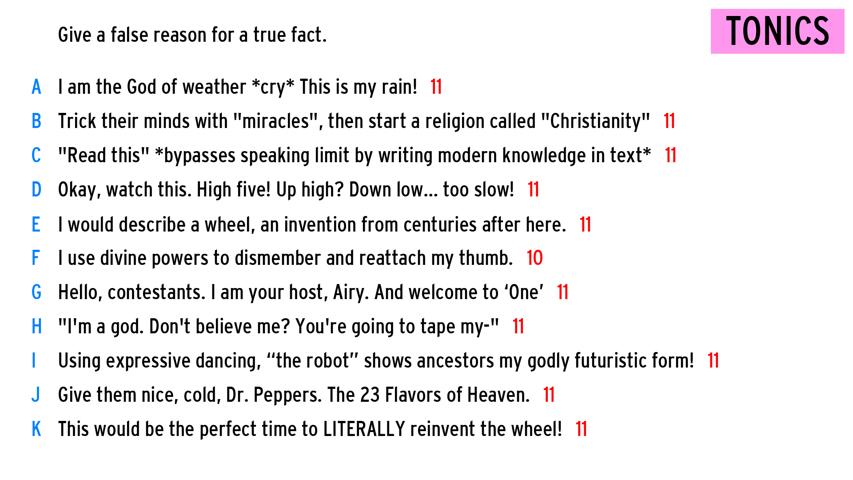 Give a false reason for a true fact.
TONICS
A I am the God of weather *cry* This is my rain! 11
B Trick their minds with "miracles", then start a religion called "Christianity" 11
C "Read this" *bypasses speaking limit by writing modern knowledge in text* 11
D Okay, watch this. High five! Up high? Down low... too slow! 11
E I would describe a wheel, an invention from centuries after here. 11
F I use divine powers to dismember and reattach my thumb. 10
G Hello, contestants. I am your host, Airy. And welcome to ‘One’ 11
H "I'm a god. Don't believe me? You're going to tape my-" 11
I Using expressive dancing, “the robot” shows ancestors my godly futuristic form! 11
J Give them nice, cold, Dr. Peppers. The 23 Flavors of Heaven. 11
K This would be the perfect time to LITERALLY reinvent the wheel! 11